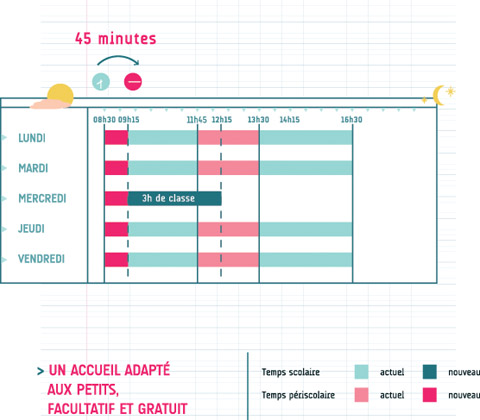 45 minutes
08h30 09h15 11h45 12h15 13h30 14h15 16h30
LUNDI
MARDI
MERCREDI 3h de classe
JEUDI
VENDREDI
> UN ACCUEIL ADAPTÉ
AUX PETITS,
FACULTATIF ET GRATUIT
Temps scolaire actuel nouveau
Temps périscolaire actuel nouveau